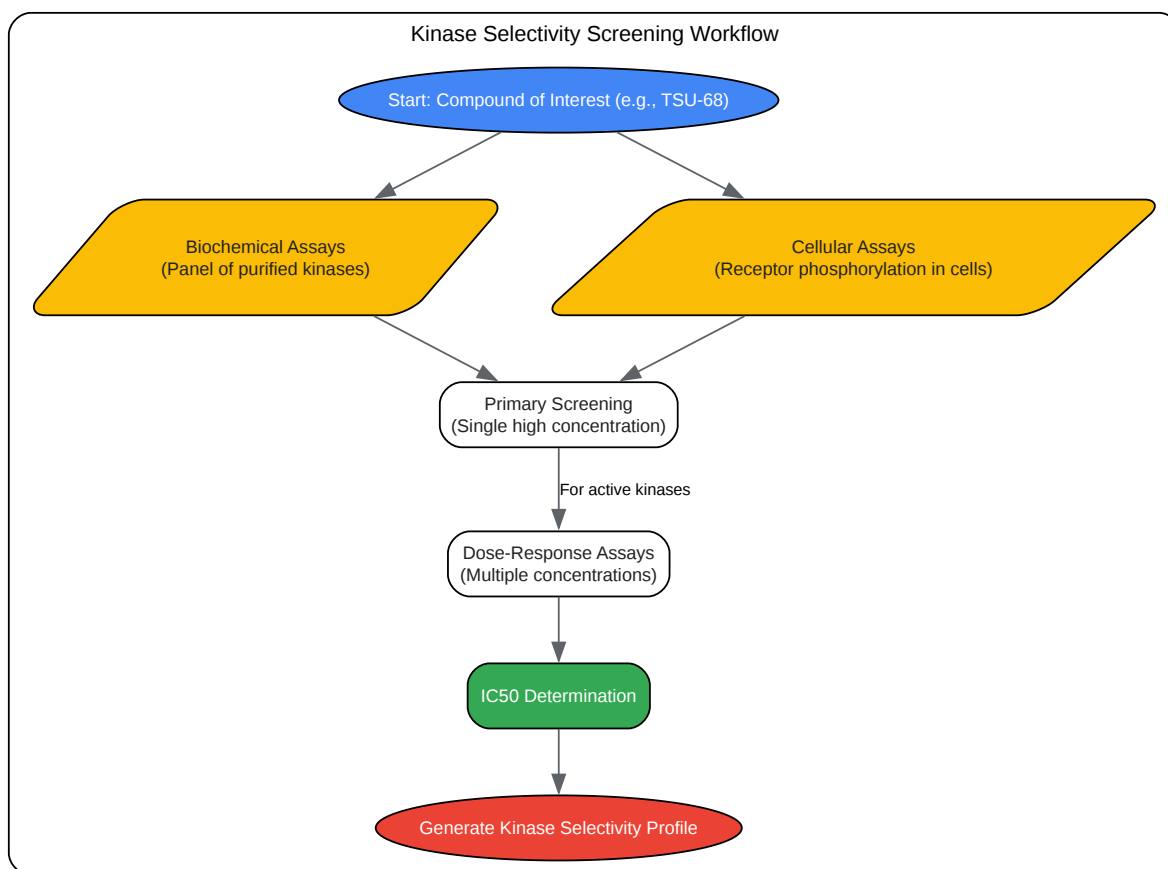 Kinase Selectivity Screening Workflow
Start: Compound of Interest (e.g., TSU-68)
Biochemical Assays
(Panel of purified kinases)
Cellular Assays
(Receptor phosphorylation in cells)
Primary Screening
(Single high concentration)
For active kinases
Dose-Response Assays
(Multiple concentrations)
IC50 Determination
Generate Kinase Selectivity Profile